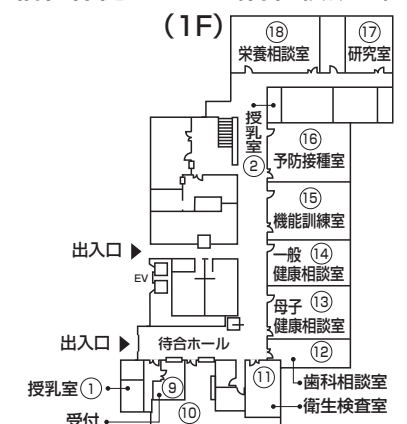 (1F)
⑱
栄養相談室
⑰
研究室
授乳室
②
⑯
予防接種室
⑮
機能訓練室
出入口
EV
一般 ⑭
健康相談室
母子 ⑬
健康相談室
出入口
待合ホール
⑫
授乳室①
⑨
⑪
歯科相談室
⑩
衛生検査室
受付